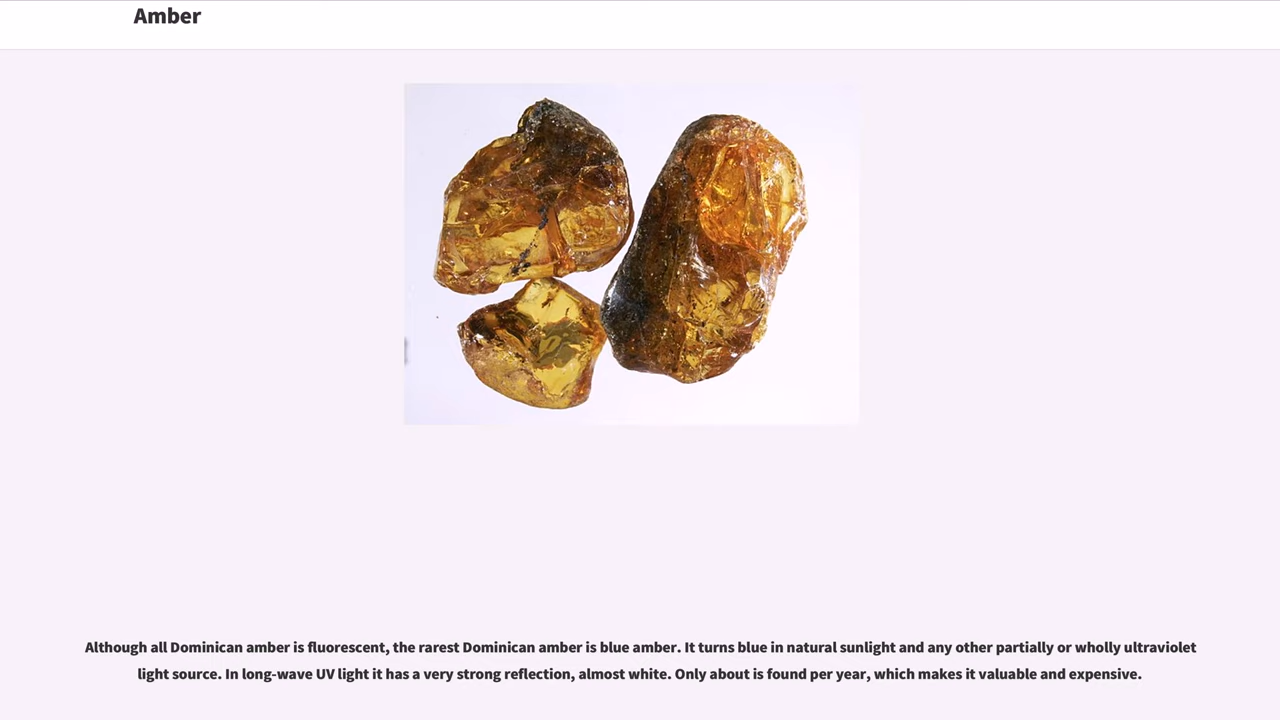 Amber
Although all Dominican amber is fluorescent, the rarest Dominican amber is blue amber. It turns blue in natural sunlight and any other partially or wholly ultraviolet
light source. In long-wave UV light it has a very strong reflection, almost white. Only about is found per year, which makes it valuable and expensive.